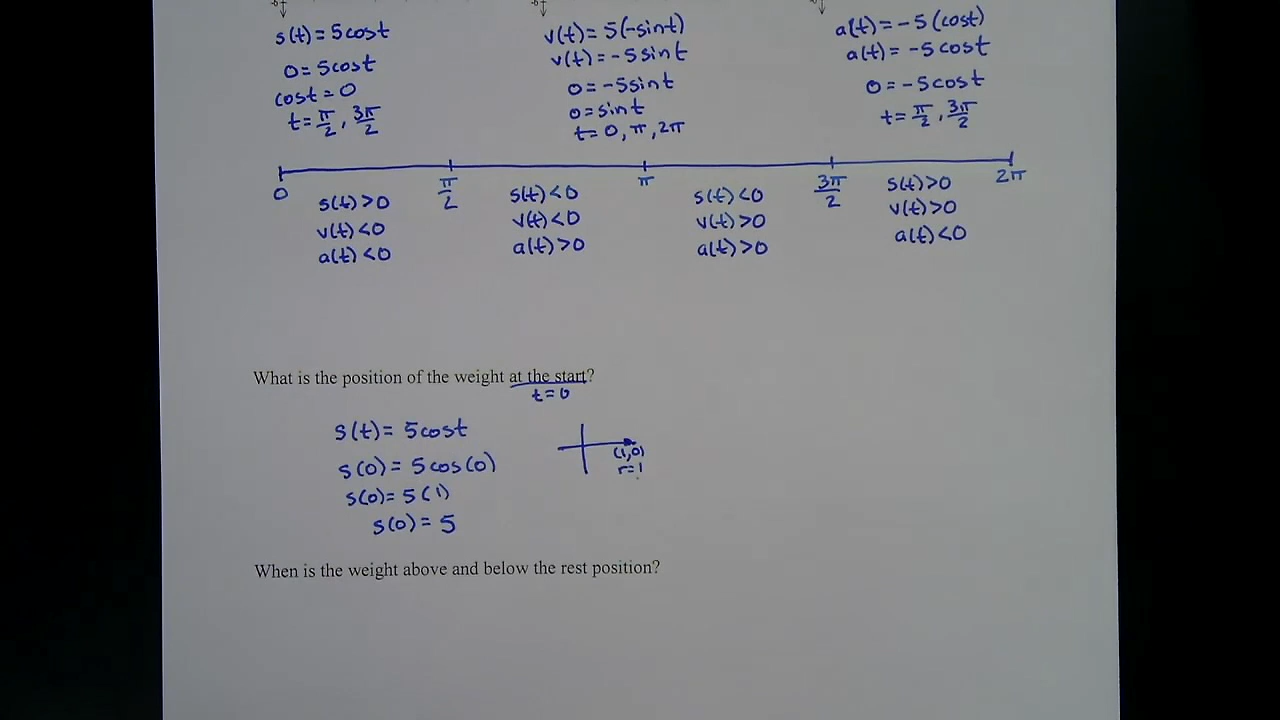 s(t) = 5cost
0 = 5cost
cost = 0
t = π/2, 3π/2
v(t) = 5(-sint)
v(t) = -5sint
0 = -5sint
0 = sint
t = 0, π, 2π
a(t) = -5(cost)
a(t) = -5cost
0 = -5cost
t = π/2, 3π/2
0 π/2 π 3π/2 2π
s(t) > 0
v(t) < 0
a(t) < 0
s(t) < 0
v(t) < 0
a(t) > 0
s(t) < 0
v(t) > 0
a(t) > 0
s(t) > 0
v(t) > 0
a(t) < 0
What is the position of the weight at the start?
t = 0
s(t) = 5cost
s(0) = 5cos(0)
s(0) = 5(1)
s(0) = 5
(1,0)
r=1
When is the weight above and below the rest position?